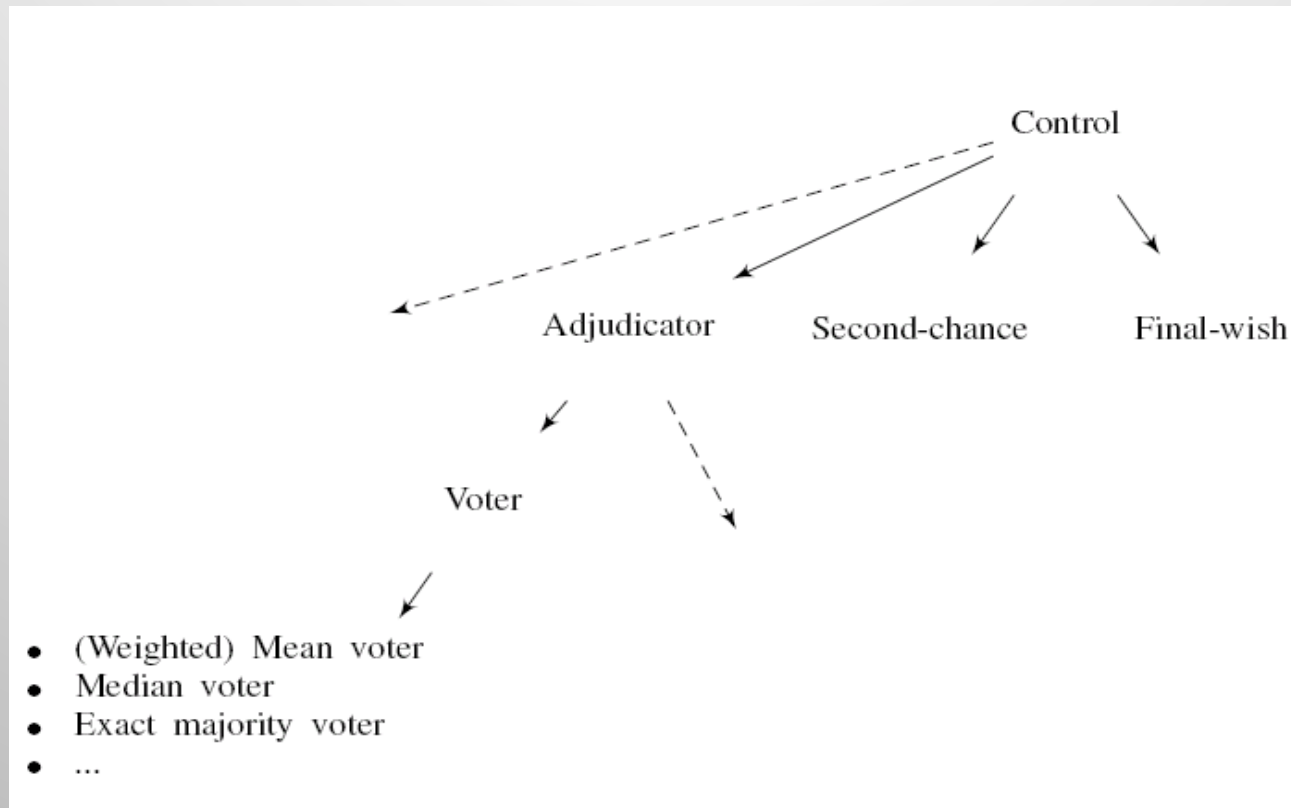 Control
Adjudicator Second-chance Final-wish
Voter
• (Weighted) Mean voter
• Median voter
• Exact majority voter
• ...